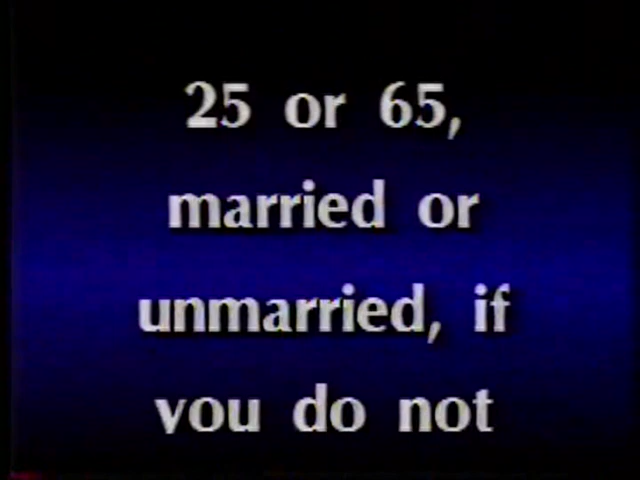 25 or 65,
married or
unmarried, if
you do not